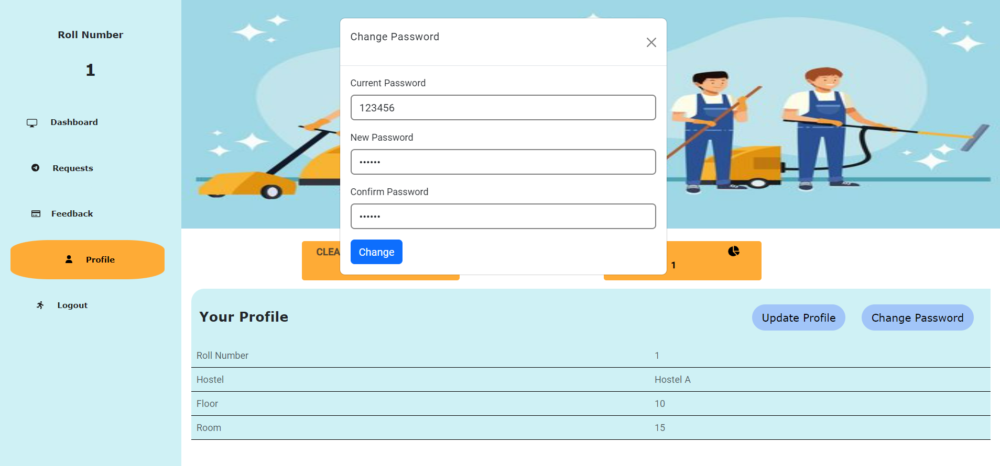 Roll Number
1
Dashboard
Requests
Feedback
Profile
Logout
Change Password
Current Password
123456
New Password
••••••
Confirm Password
••••••
Change
CLEA
1
Your Profile
Update Profile
Change Password
Roll Number 1
Hostel Hostel A
Floor 10
Room 15